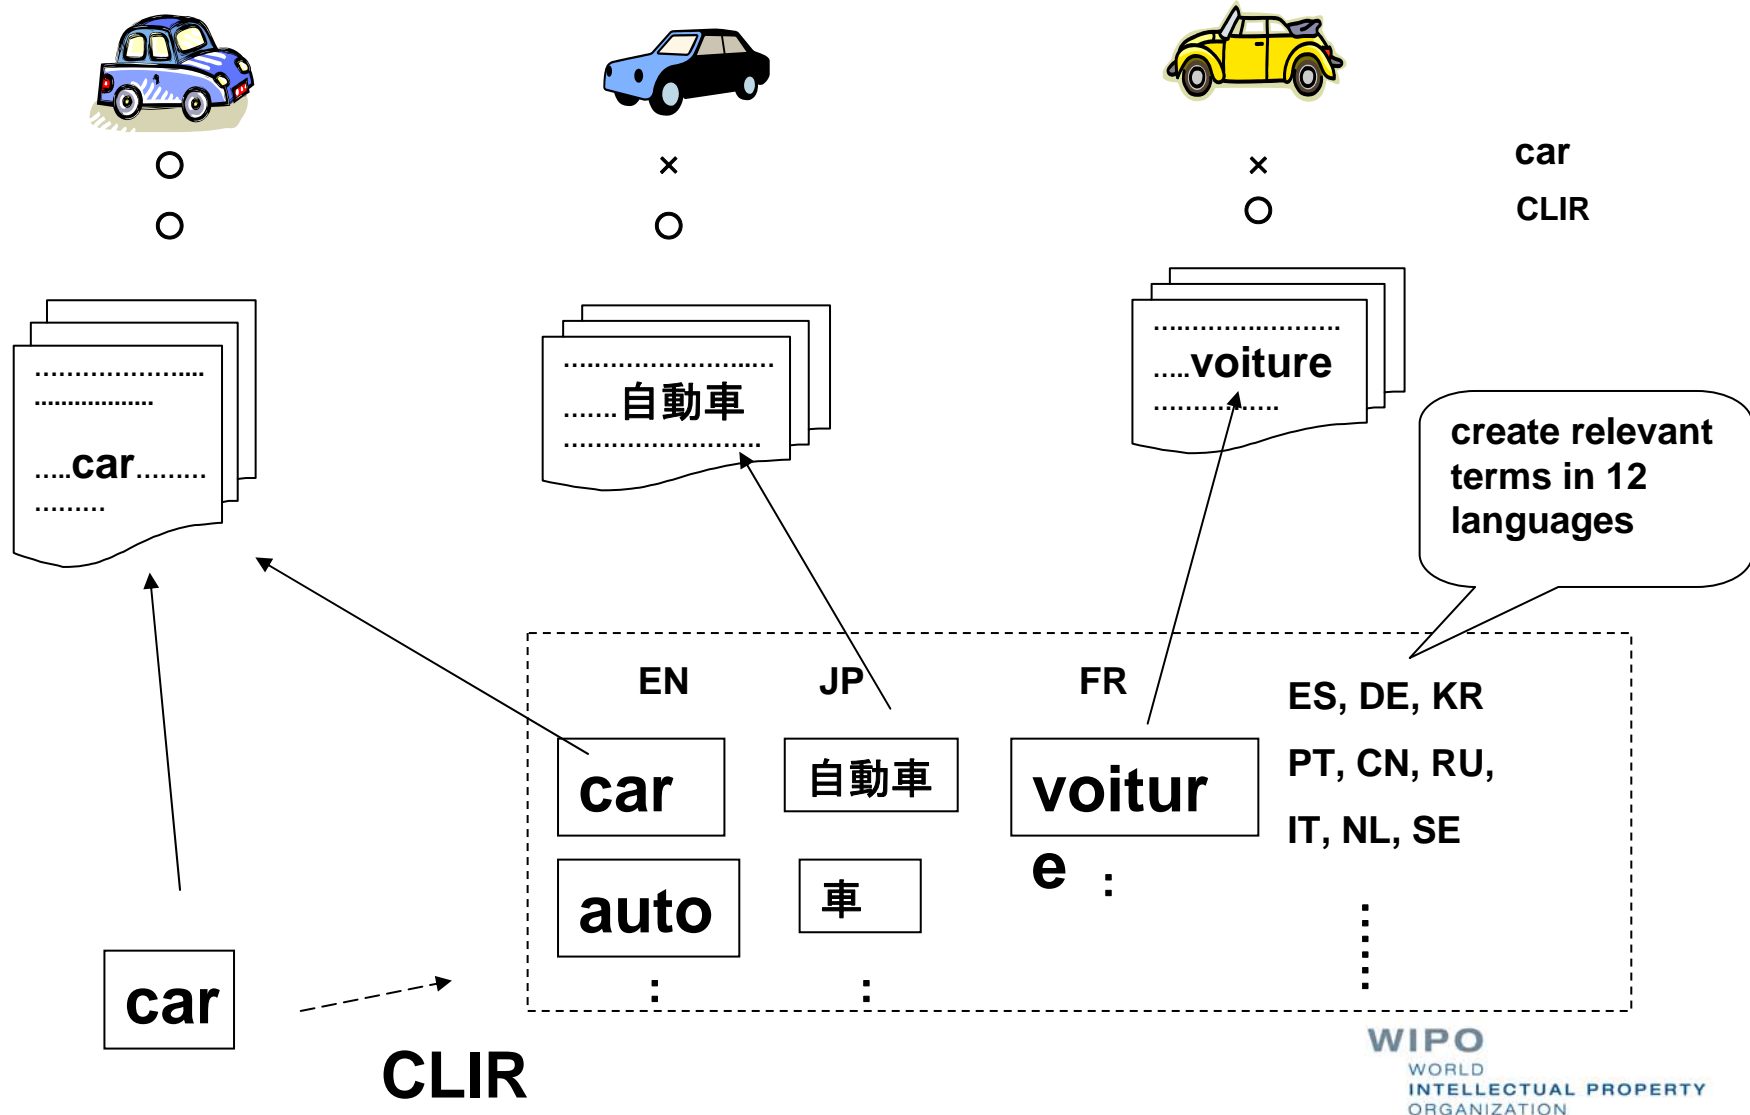 ○ × × car
○ ○ ○ CLIR
………………....
..................
…..car………
………
…..……………..…
…….自動車
…………………….
…..………..……….
…..voiture
……………..
create relevant
terms in 12
languages
EN JP FR
ES, DE, KR
PT, CN, RU,
IT, NL, SE
car 自動車 voitur
e :
auto 車
: :
car
CLIR
WIPO
WORLD
INTELLECTUAL PROPERTY
ORGANIZATION